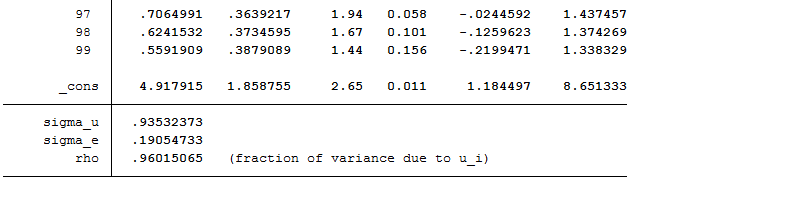 97 .7064991 .3639217 1.94 0.058 -.0244592 1.437457
98 .6241532 .3734595 1.67 0.101 -.1259623 1.374269
99 .5591909 .3879089 1.44 0.156 -.2199471 1.338329
_cons 4.917915 1.858755 2.65 0.011 1.184497 8.651333
sigma_u .93532373
sigma_e .19054733
rho .96015065 (fraction of variance due to u_i)